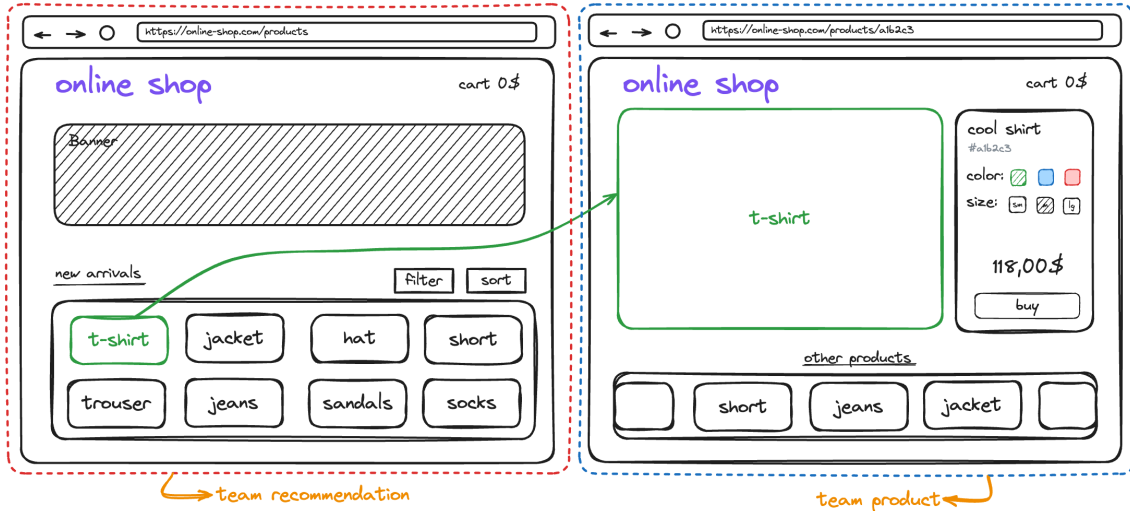 https://online-shop.com/products
online shop
cart 0$
Banner
new arrivals
filter
sort
t-shirt
jacket
hat
short
trouser
jeans
sandals
socks
team recommendation
https://online-shop.com/products/a1b2c3
online shop
cart 0$
t-shirt
cool shirt
#a1b2c3
color:
size:
sm
lg
118,00$
buy
other products
short
jeans
jacket
team product